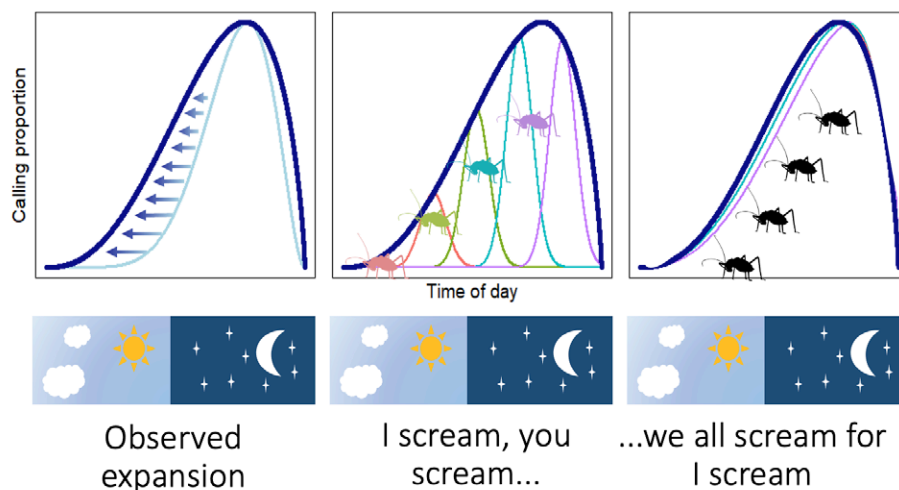 Calling proportion
Time of day
Observed
expansion
I scream, you
scream...
...we all scream for
I scream